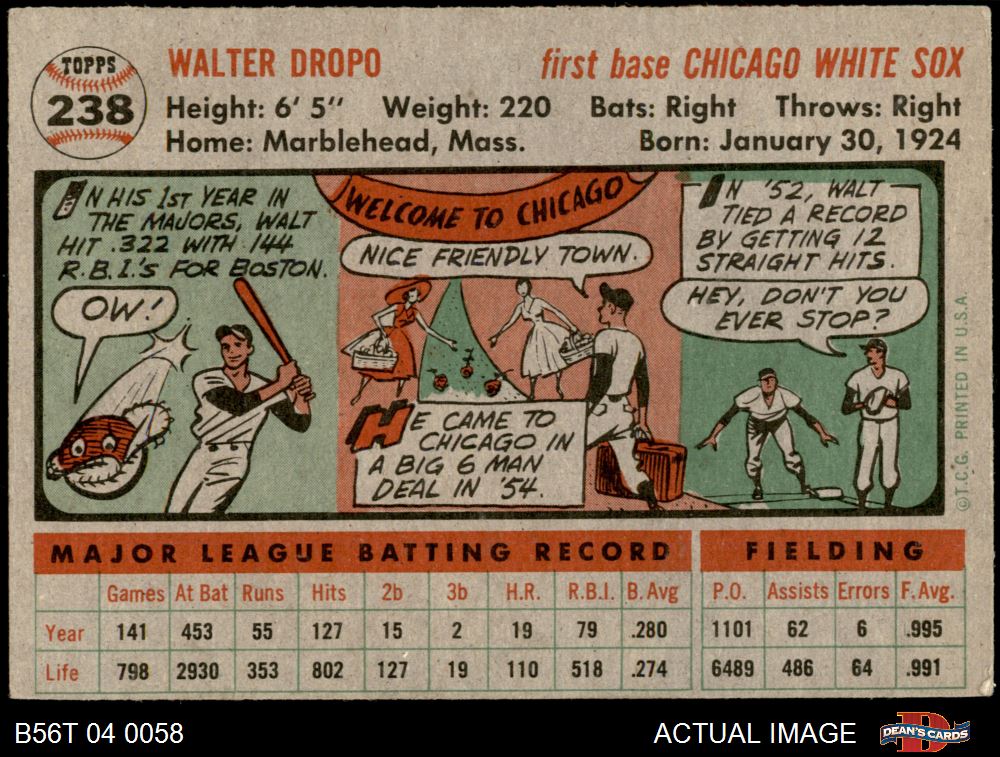 TOPPS
238
WALTER DROPO
first base CHICAGO WHITE SOX
Height: 6' 5" Weight: 220 Bats: Right Throws: Right
Home: Marblehead, Mass. Born: January 30, 1924
IN HIS 1ST YEAR IN
THE MAJORS, WALT
HIT .322 WITH 144
R.B.I.'S FOR BOSTON.
OW!
WELCOME TO CHICAGO
NICE FRIENDLY TOWN.
HE CAME TO
CHICAGO IN
A BIG 6 MAN
DEAL IN '54.
IN '52, WALT
TIED A RECORD
BY GETTING 12
STRAIGHT HITS.
HEY, DON'T YOU
EVER STOP?
©T.C.G. PRINTED IN U.S.A.
MAJOR LEAGUE BATTING RECORD FIELDING
Games At Bat Runs Hits 2b 3b H.R. R.B.I. B. Avg P.O. Assists Errors F. Avg.
Year 141 453 55 127 15 2 19 79 .280 1101 62 6 .995
Life 798 2930 353 802 127 19 110 518 .274 6489 486 64 .991
B56T 04 0058 ACTUAL IMAGE D DEAN'S CARDS